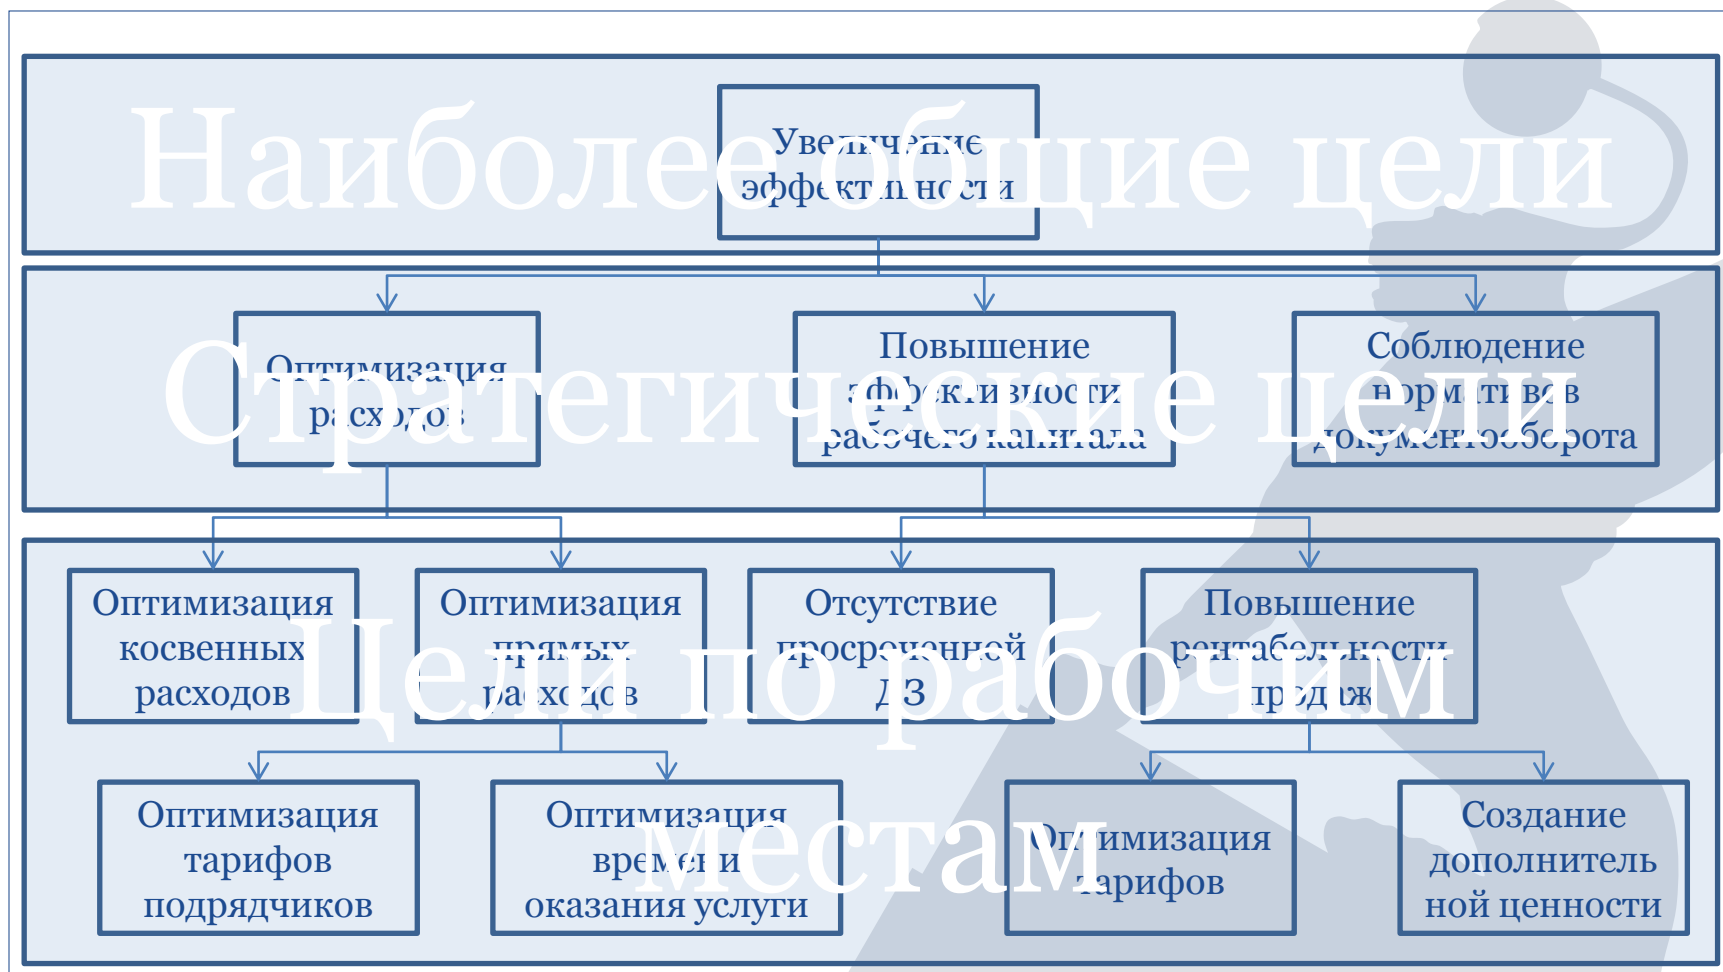 Наиболее общие цели
Увеличение
эффективности
Стратегические цели
Оптимизация
расходов
Повышение
эффективности
рабочего капитала
Соблюдение
нормативов
документооборота
Цели по рабочим
местам
Оптимизация
косвенных
расходов
Оптимизация
прямых
расходов
Отсутствие
просроченной
ДЗ
Повышение
рентабельности
продаж
Оптимизация
тарифов
подрядчиков
Оптимизация
времени
оказания услуги
Оптимизация
тарифов
Создание
дополнитель
ной ценности